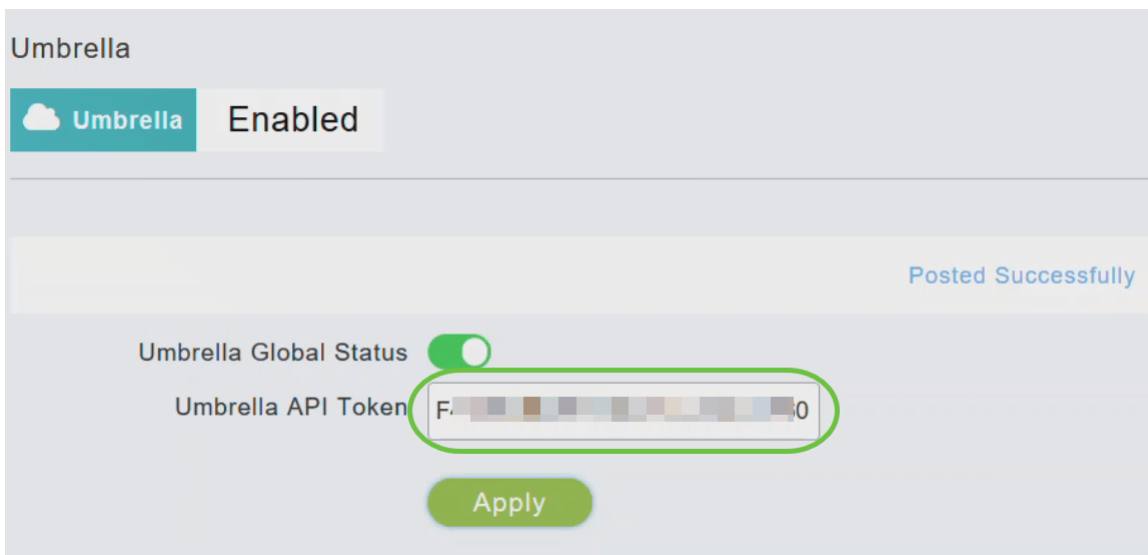 Umbrella
Umbrella Enabled
Posted Successfully
Umbrella Global Status
Umbrella API Token
Apply